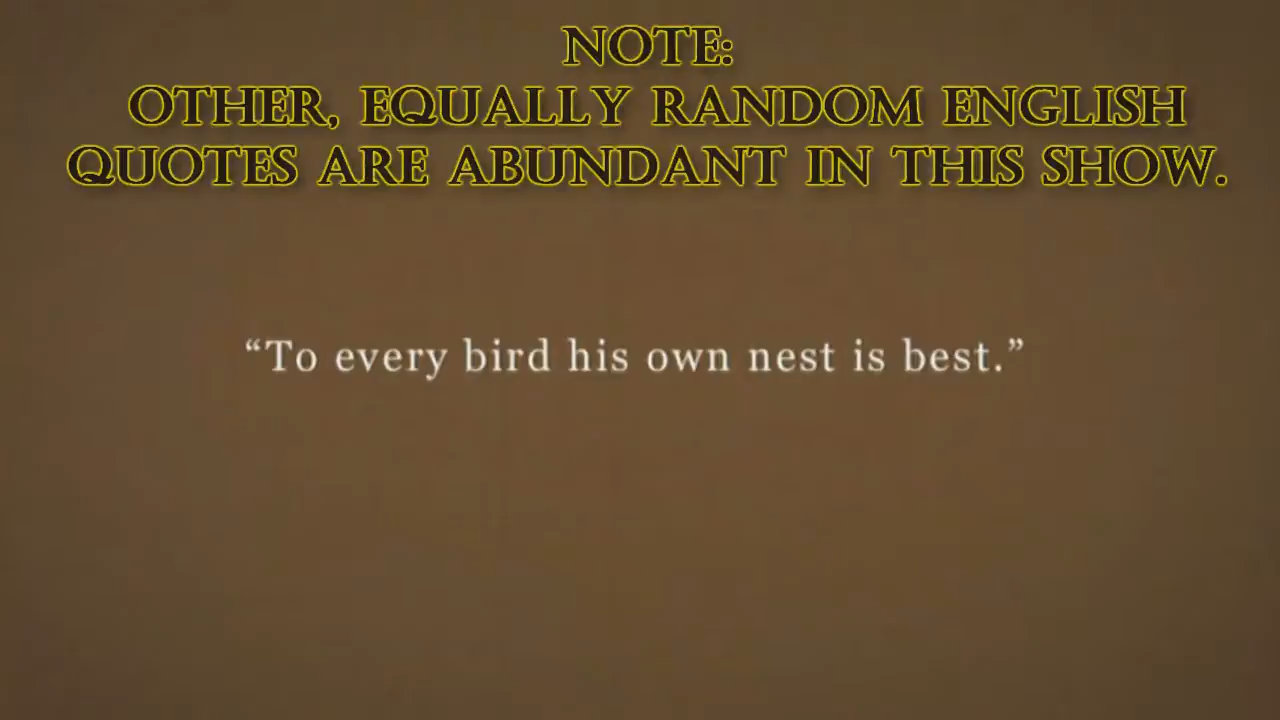 NOTE:
OTHER, EQUALLY RANDOM ENGLISH
QUOTES ARE ABUNDANT IN THIS SHOW.
“To every bird his own nest is best.”